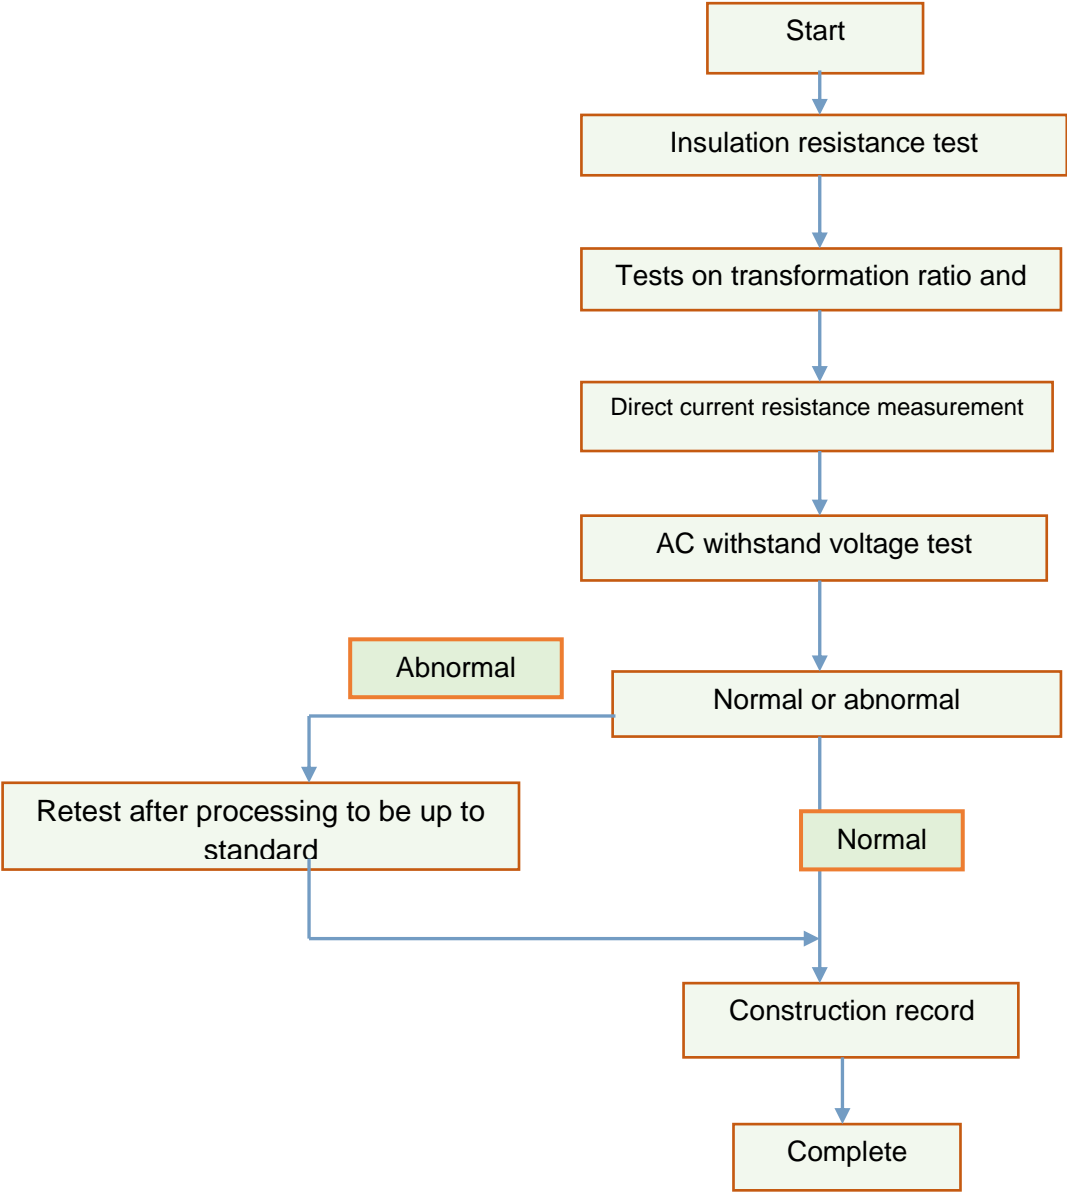 Start
Insulation resistance test
Tests on transformation ratio and
Direct current resistance measurement
AC withstand voltage test
Abnormal
Normal or abnormal
Retest after processing to be up to
standard
Normal
Construction record
Complete